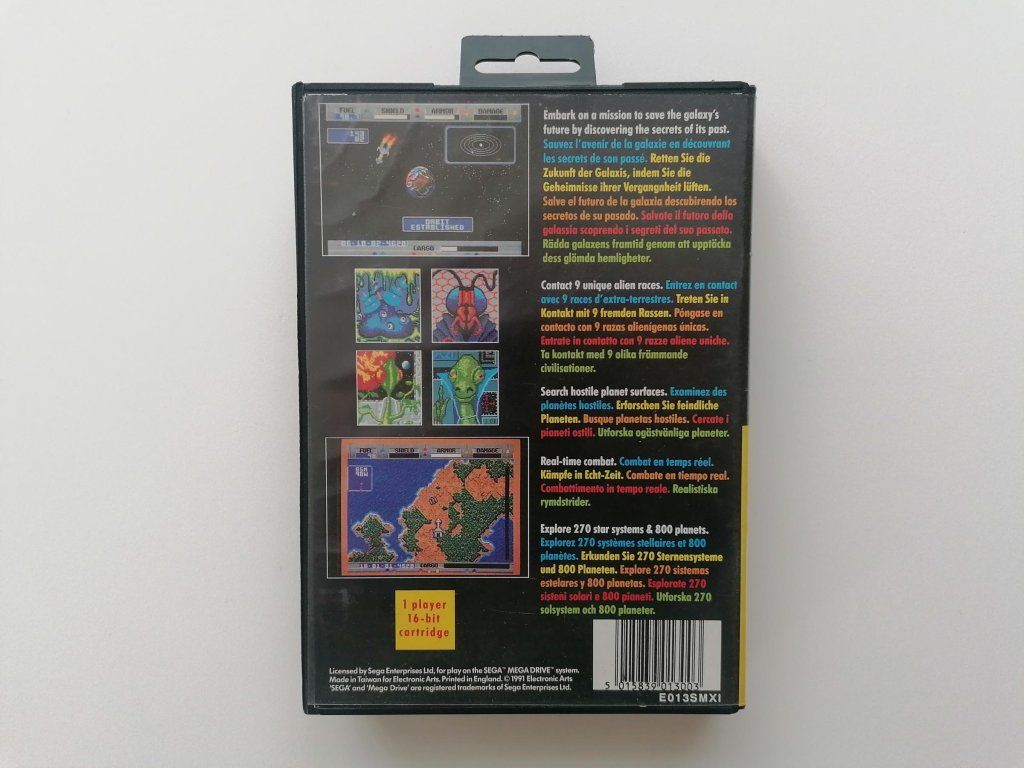 FUEL SHIELD ARMOR DAMAGE
ORBIT
ESTABLISHED
CARGO
FUEL SHIELD ARMOR DAMAGE
CARGO
1 player
16-bit
cartridge
Licensed by Sega Enterprises Ltd, for play on the SEGA™ MEGA DRIVE™ system.
Made in Taiwan for Electronic Arts. Printed in England. © 1991 Electronic Arts
'SEGA' and 'Mega Drive' are registered trademarks of Sega Enterprises Ltd.
Embark on a mission to save the galaxy's
future by discovering the secrets of its past.
Sauvez l'avenir de la galaxie en découvrant
les secrets de son passé. Retten Sie die
Zukunft der Galaxis, indem Sie die
Geheimnisse ihrer Vergangnheit lüften.
Salve el futuro de la galaxia descubirendo los
secretos de su pasado. Salvate il futuro della
galassia scoprendo i segreti del suo passato.
Rädda galaxens framtid genom att upptäcka
dess glömda hemligheter.
Contact 9 unique alien races. Entrez en contact
avec 9 races d'extra-terrestres. Treten Sie in
Kontakt mit 9 fremden Rassen. Póngase en
contacto con 9 razas alienígenas únicas.
Entrate in contatto con 9 razze aliene uniche.
Ta kontakt med 9 olika främmande
civilisationer.
Search hostile planet surfaces. Examinez des
planètes hostiles. Erforschen Sie feindliche
Planeten. Busque planetas hostiles. Cercate i
pianeti ostili. Utforska ogästvänliga planeter.
Real-time combat. Combat en temps réel.
Kämpfe in Echt-Zeit. Combate en tiempo real.
Combattimento in tempo reale. Realistiska
rymdstrider.
Explore 270 star systems & 800 planets.
Explorez 270 systèmes stellaires et 800
planètes. Erkunden Sie 270 Sternensysteme
und 800 Planeten. Explore 270 sistemas
estelares y 800 planetas. Esplorate 270
sisteni solari e 800 pianeti. Utforska 270
solsystem och 800 planeter.
5 015839 013003
E013SMXI